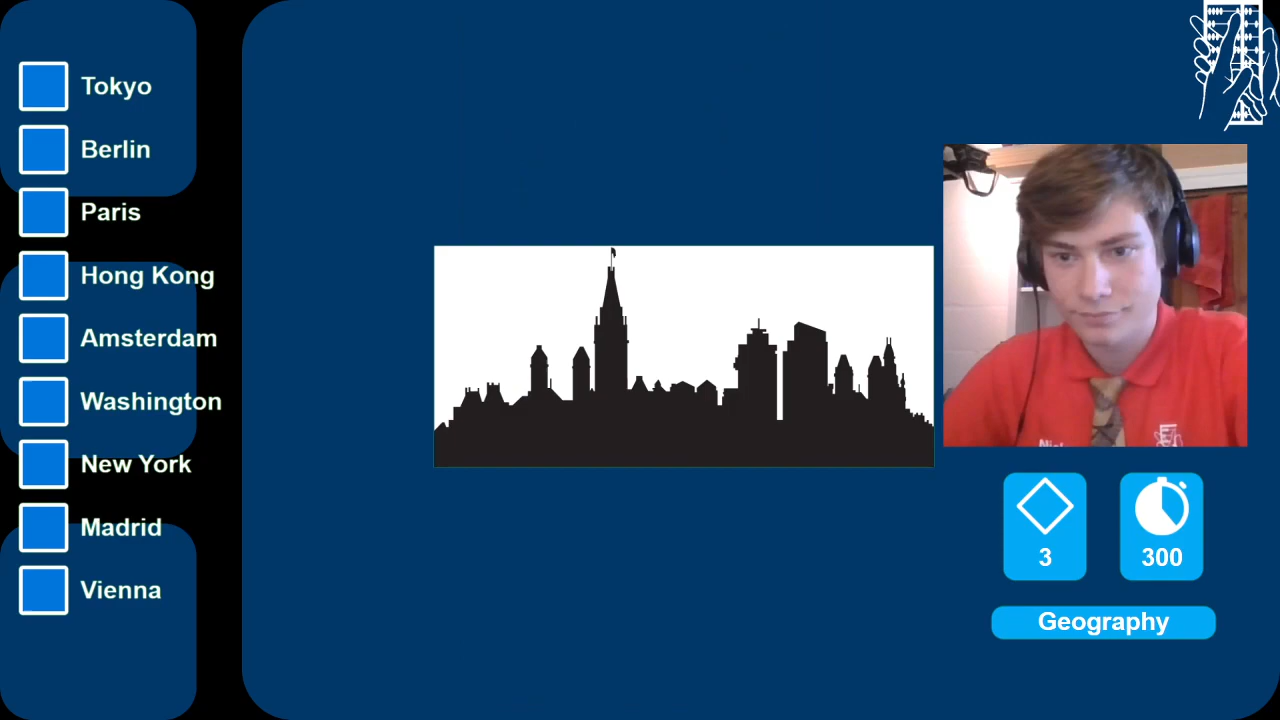 Tokyo
Berlin
Paris
Hong Kong
Amsterdam
Washington
New York
Madrid
Vienna
3
300
Geography